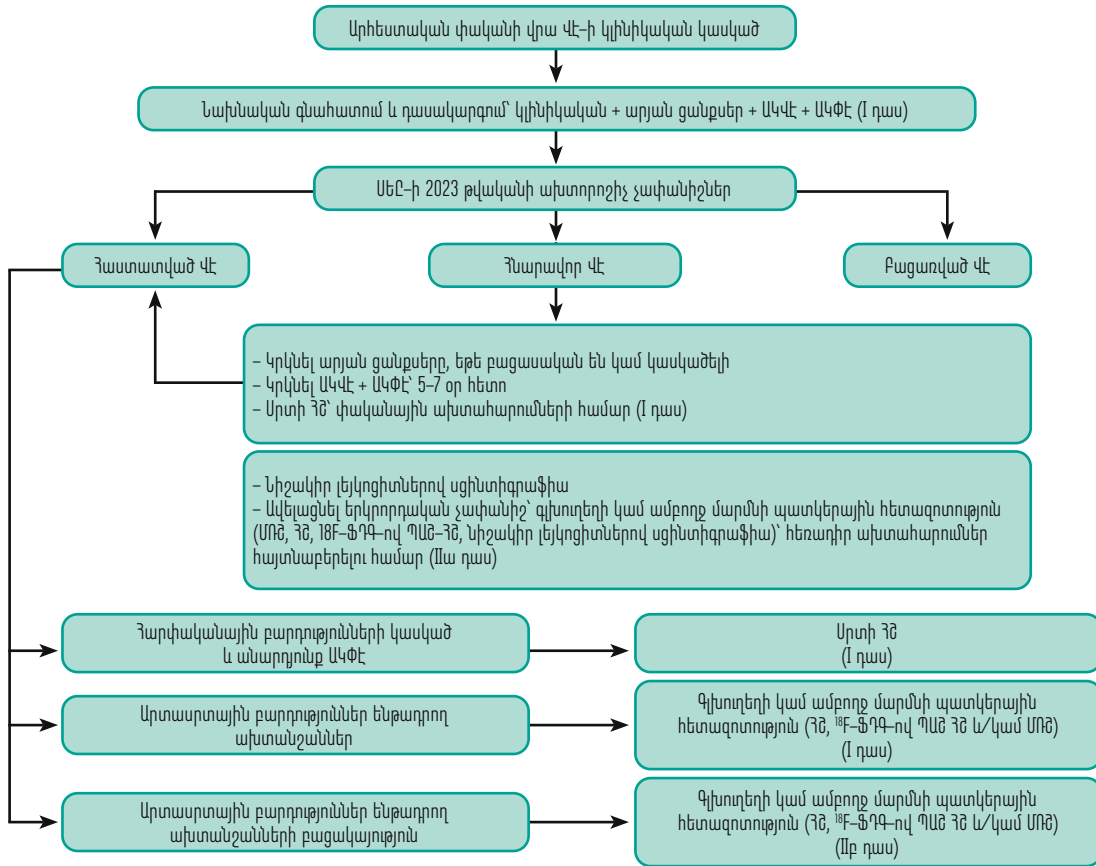 Արհեստական փականի վրա ՎԷ–ի կլինիկական կասկած
Նախնական գնահատում և դասակարգում՝ կլինիկական + արյան ցանքսեր + ԱԿՎԷ + ԱԿՓԷ (I դաս)
ՍԵԸ–ի 2023 թվականի ախտորոշիչ չափանիշներ
Հաստատված ՎԷ
Հնարավոր ՎԷ
Բացառված ՎԷ
– Կրկնել արյան ցանքսերը, եթե բացասական են կամ կասկածելի
– Կրկնել ԱԿՎԷ + ԱԿՓԷ՝ 5–7 օր հետո
– Սրտի ՀՇ՝ փականային ախտահարումների համար (I դաս)
– Նիշակիր լեյկոցիտներով սցինտիգրաֆիա
– Ավելացնել երկրորդական չափանիշ՝ գլխուղեղի կամ ամբողջ մարմնի պատկերային հետազոտություն
(ՄՌՇ, ՀՇ, 18F–ՖԴԳ–ով ՊԱՇ–ՀՇ, նիշակիր լեյկոցիտներով սցինտիգրաֆիա)՝ հեռադիր ախտահարումներ
հայտնաբերելու համար (IIա դաս)
Հարփականային բարդությունների կասկած
և անարդյունք ԱԿՓԷ
Սրտի ՀՇ
(I դաս)
Արտասրտային բարդություններ ենթադրող
ախտանշաններ
Գլխուղեղի կամ ամբողջ մարմնի պատկերային
հետազոտություն (ՀՇ, ¹⁸F–ՖԴԳ–ով ՊԱՇ ՀՇ և/կամ ՄՌՇ)
(I դաս)
Արտասրտային բարդություններ ենթադրող
ախտանշանների բացակայություն
Գլխուղեղի կամ ամբողջ մարմնի պատկերային
հետազոտություն (ՀՇ, ¹⁸F–ՖԴԳ–ով ՊԱՇ ՀՇ և/կամ ՄՌՇ)
(IIբ դաս)